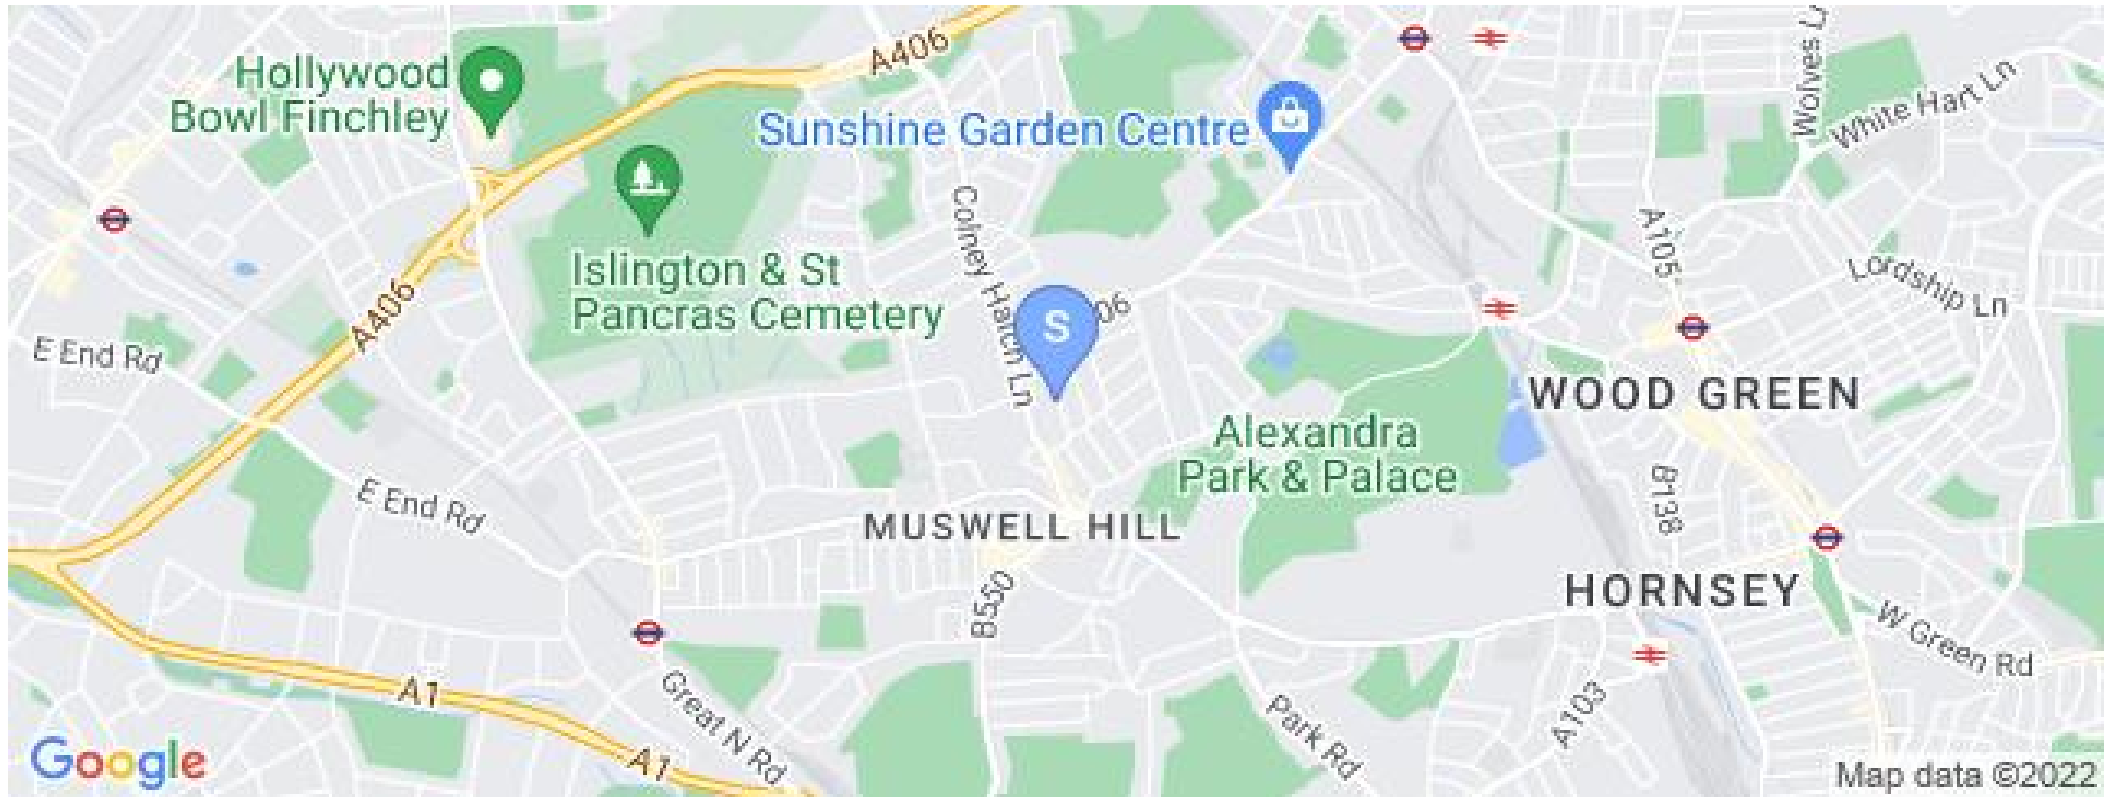 A406
Wolves L
Hollywood
Bowl Finchley
Sunshine Garden Centre
White Hart Ln
Colney Hatch Ln
A105
Islington & St
Pancras Cemetery
Lordship Ln
S
06
A406
E End Rd
WOOD GREEN
Alexandra
Park & Palace
B138
E End Rd
MUSWELL HILL
HORNSEY
B550
W Green Rd
A1
Great N Rd
A103
Park Rd
A1
Google
Map data ©2022